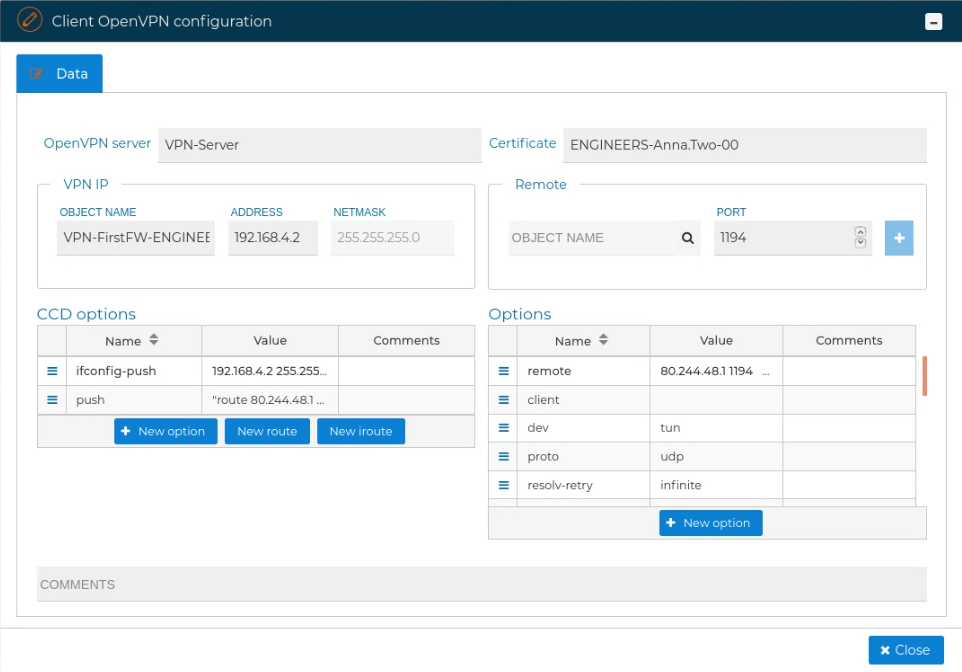 Client OpenVPN configuration
Data
OpenVPN server VPN-Server Certificate ENGINEERS-Anna.Two-00
VPN IP
OBJECT NAME ADDRESS NETMASK
VPN-FirstFW-ENGINEE 192.168.4.2 255.255.255.0
Remote
PORT
OBJECT NAME 1194
CCD options
Name Value Comments
ifconfig-push 192.168.4.2 255.255...
push "route 80.244.48.1 ...
New option New route New iroute
Options
Name Value Comments
remote 80.244.48.1 1194 ...
client
dev tun
proto udp
resolv-retry infinite
New option
COMMENTS
Close